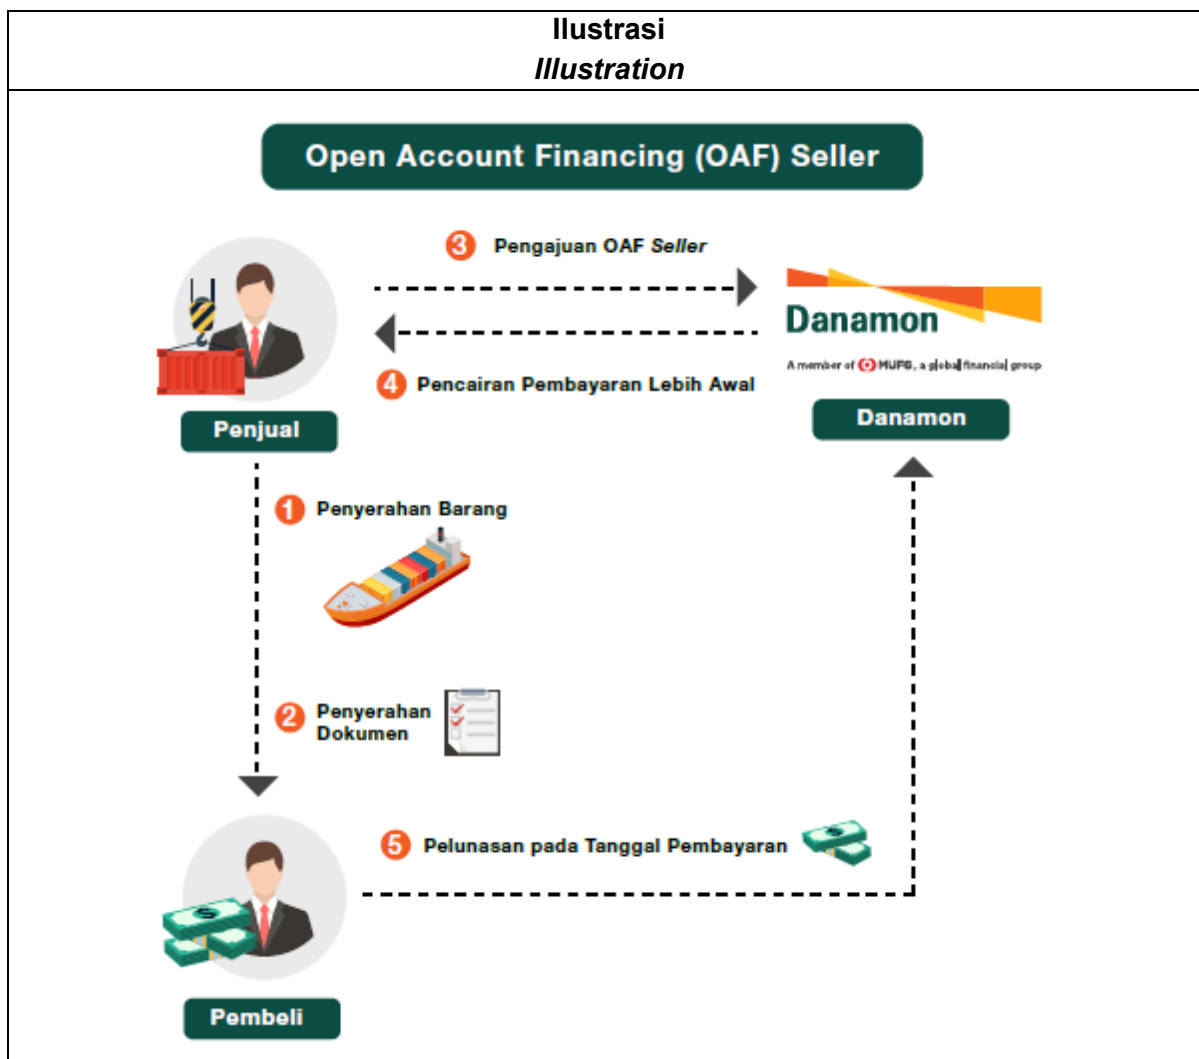 Ilustrasi
Illustration
Open Account Financing (OAF) Seller
3 Pengajuan OAF Seller
Danamon
A member of MUFG, a global financial group
4 Pencairan Pembayaran Lebih Awal
Penjual
Danamon
1 Penyerahan Barang
2 Penyerahan
Dokumen
5 Pelunasan pada Tanggal Pembayaran
Pembeli